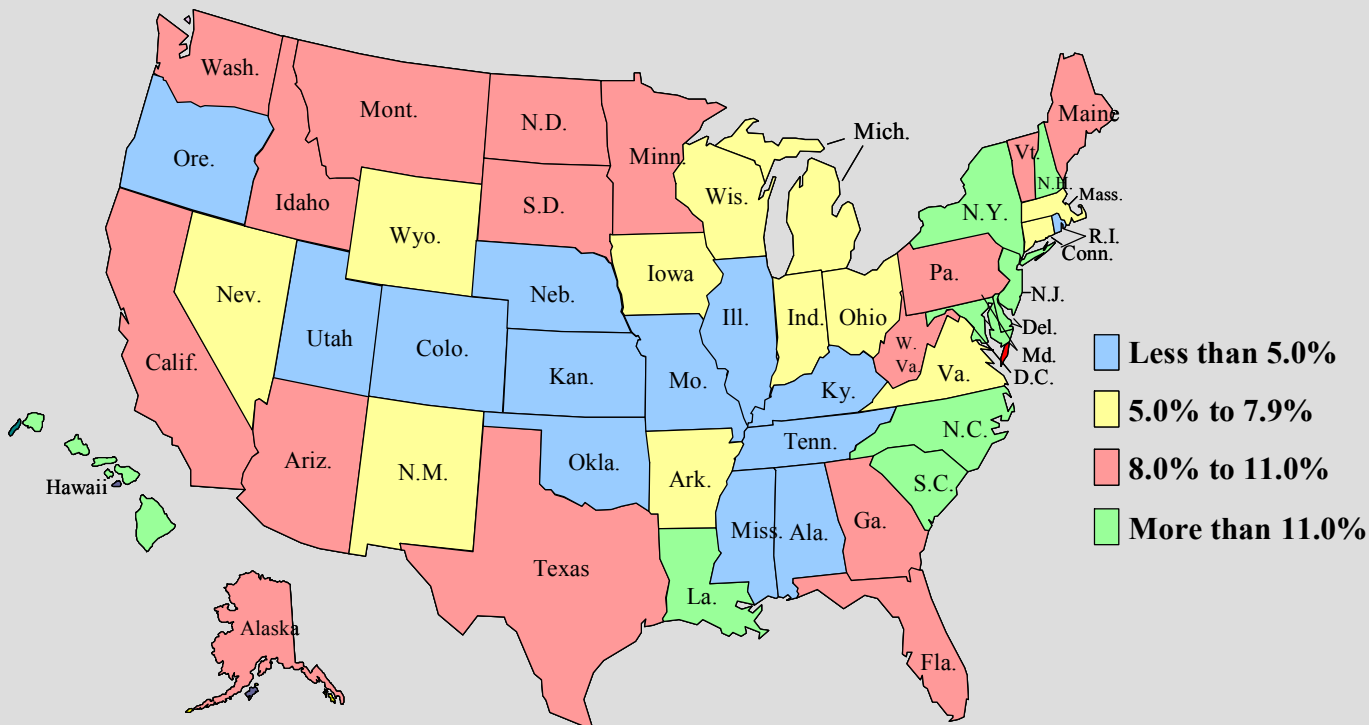 Wash.
Mont.
N.D.
Minn.
Maine
Vt.
N.H.
Mich.
Ore.
Idaho
S.D.
Wis.
Mass.
N.Y.
R.I.
Conn.
Wyo.
Iowa
Pa.
N.J.
Nev.
Neb.
Ill.
Ind.
Ohio
Del.
Utah
Colo.
W.
Va.
Md.
D.C.
Calif.
Kan.
Mo.
Ky.
Va.
Less than 5.0%
5.0% to 7.9%
8.0% to 11.0%
More than 11.0%
Ariz.
N.M.
Okla.
Ark.
Tenn.
N.C.
S.C.
Hawaii
Texas
La.
Miss.
Ala.
Ga.
Alaska
Fla.